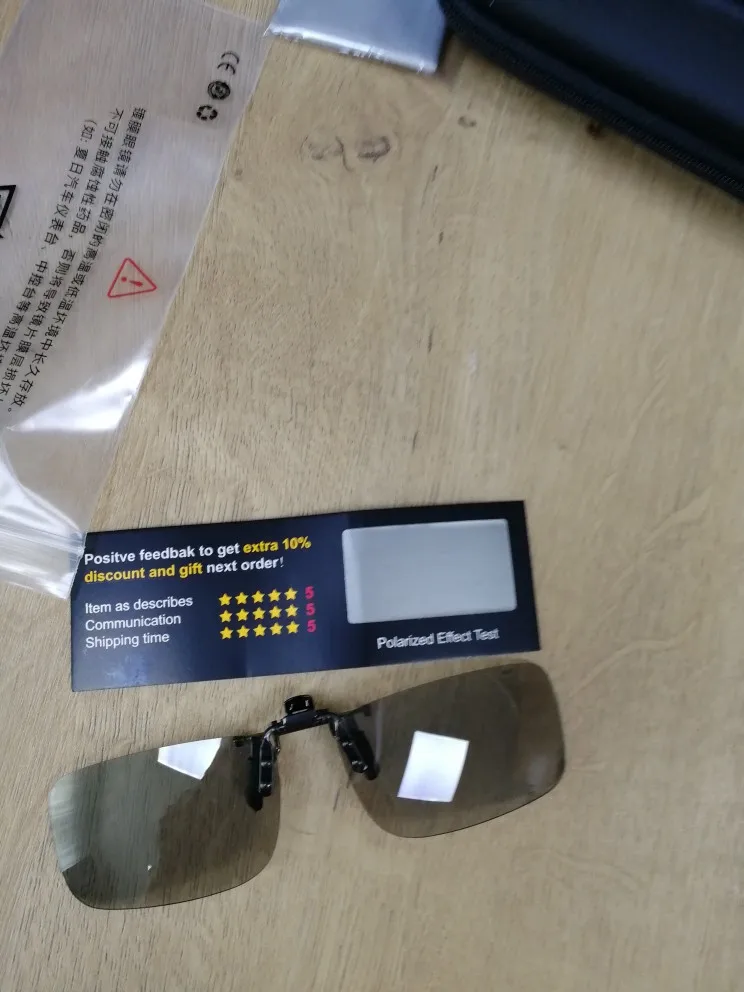 CE
镀膜眼镜请勿在密闭的高温或低温环境中长久存放。
不可接触腐蚀性药品，否则将导致镜片膜层损坏！
(如：夏日汽车仪表台、中控台等高温环境
Positve feedbak to get extra 10%
discount and gift next order!
Item as describes 5
Communication 5
Shipping time 5
Polarized Effect Test